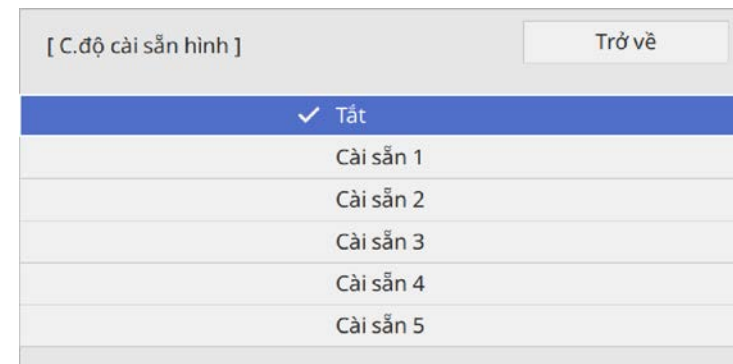 [ C.độ cài sẵn hình ]
Trở về
Tắt
Cài sẵn 1
Cài sẵn 2
Cài sẵn 3
Cài sẵn 4
Cài sẵn 5